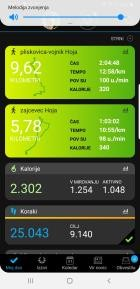 Melodija zvonjenja
ISTRNI
pliskovica-vojnik Hoja
9,62
KILOMETRI
ČAS 2:04:48
TEMPO 12:58/km
POV SU m/min
KALORIJE 320
zajcevec Hoja
5,78
KILOMETRI
ČAS 1:03:02
TEMPO 10:55/km
POV SU m/min
KALORIJE 340
Kalorije
2.302
V MIROVANJU 1.254
AKTIVNO 1.048
Koraki
25.043
CILJ
9.140
Moj dan
Izzivi
Koledar
Vir novic
Obvestila